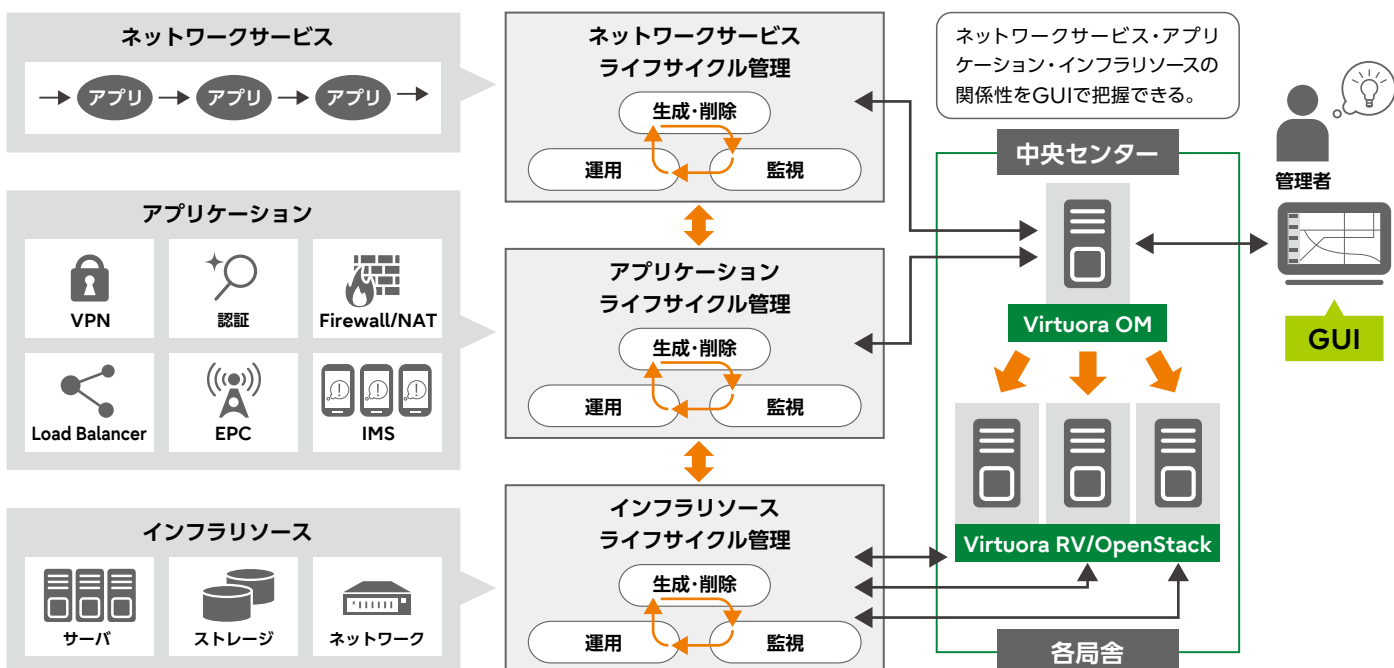 ネットワークサービス
アプリ
アプリ
アプリ
アプリケーション
VPN
認証
Firewall/NAT
Load Balancer
EPC
IMS
インフラリソース
サーバ
ストレージ
ネットワーク
ネットワークサービス
ライフサイクル管理
生成・削除
運用
監視
アプリケーション
ライフサイクル管理
生成・削除
運用
監視
インフラリソース
ライフサイクル管理
生成・削除
運用
監視
ネットワークサービス・アプリ
ケーション・インフラリソースの
関係性をGUIで把握できる。
中央センター
Virtuora OM
Virtuora RV/OpenStack
各局舎
管理者
GUI